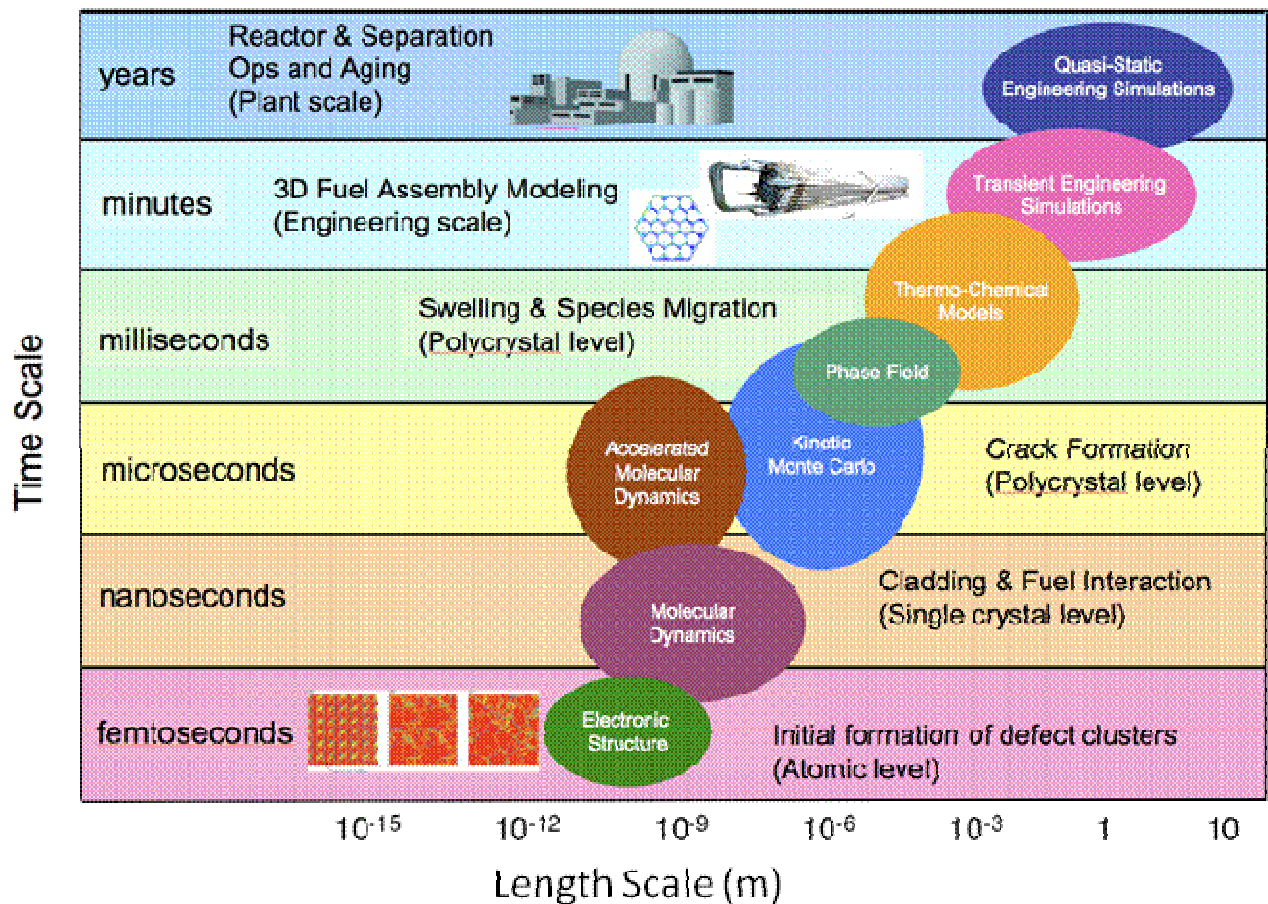 Time Scale
years
Reactor & Separation
Ops and Aging
(Plant scale)
Quasi-Static
Engineering Simulations
minutes
3D Fuel Assembly Modeling
(Engineering scale)
Transient Engineering
Simulations
milliseconds
Swelling & Species Migration
(Polycrystal level)
Thermo-Chemical
Models
Phase Field
microseconds
Accelerated
Molecular
Dynamics
Kinetic
Monte Carlo
Crack Formation
(Polycrystal level)
nanoseconds
Molecular
Dynamics
Cladding & Fuel Interaction
(Single crystal level)
femtoseconds
Electronic
Structure
Initial formation of defect clusters
(Atomic level)
10⁻¹⁵ 10⁻¹² 10⁻⁹ 10⁻⁶ 10⁻³ 1 10
Length Scale (m)